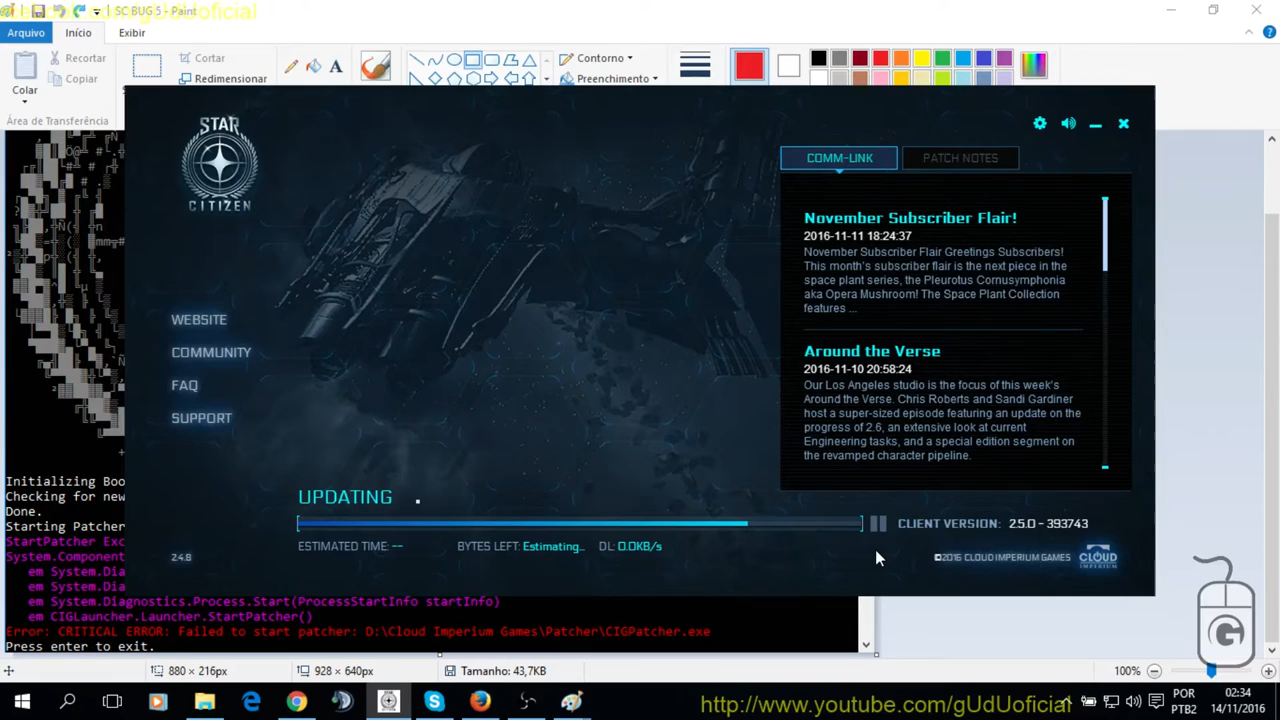 SC BUG 5 - Paint
Arquivo
Início
Exibir
Recortar
Copiar
Colar
Cortar
Redimensionar
Contorno
Preenchimento
Área de Transferência
STAR
CITIZEN
COMM-LINK
PATCH NOTES
November Subscriber Flair!
2016-11-11 18:24:37
November Subscriber Flair Greetings Subscribers!
This month's subscriber flair is the next piece in the
space plant series, the Pleurotus Cornusymphonia
aka Opera Mushroom! The Space Plant Collection
features ...
Around the Verse
2016-11-10 20:58:24
Our Los Angeles studio is the focus of this week's
Around the Verse. Chris Roberts and Sandi Gardiner
host a super-sized episode featuring an update on the
progress of 2.6, an extensive look at current
Engineering tasks, and a special edition segment on
the revamped character pipeline.
WEBSITE
COMMUNITY
FAQ
SUPPORT
UPDATING .
CLIENT VERSION: 2.5.0 - 393743
ESTIMATED TIME: --
BYTES LEFT: Estimating...
DL: 0.0KB/s
2.4.8
©2016 CLOUD IMPERIUM GAMES
CLOUD
IMPERIUM
Initializing Boo
Checking for new
Done.
Starting Patcher
StartPatcher Exc
System.Component
em System.Dia
em System.Dia
em System.Diagnostics.Process.Start(ProcessStartInfo startInfo)
em CIGLauncher.Launcher.StartPatcher()
Error: CRITICAL ERROR: Failed to start patcher: D:\Cloud Imperium Games\Patcher\CIGPatcher.exe
Press enter to exit.
880 × 216px
928 × 640px
Tamanho: 43,7KB
100%
http://www.youtube.com/gUdUoficial
POR
PTB2
02:34
14/11/2016